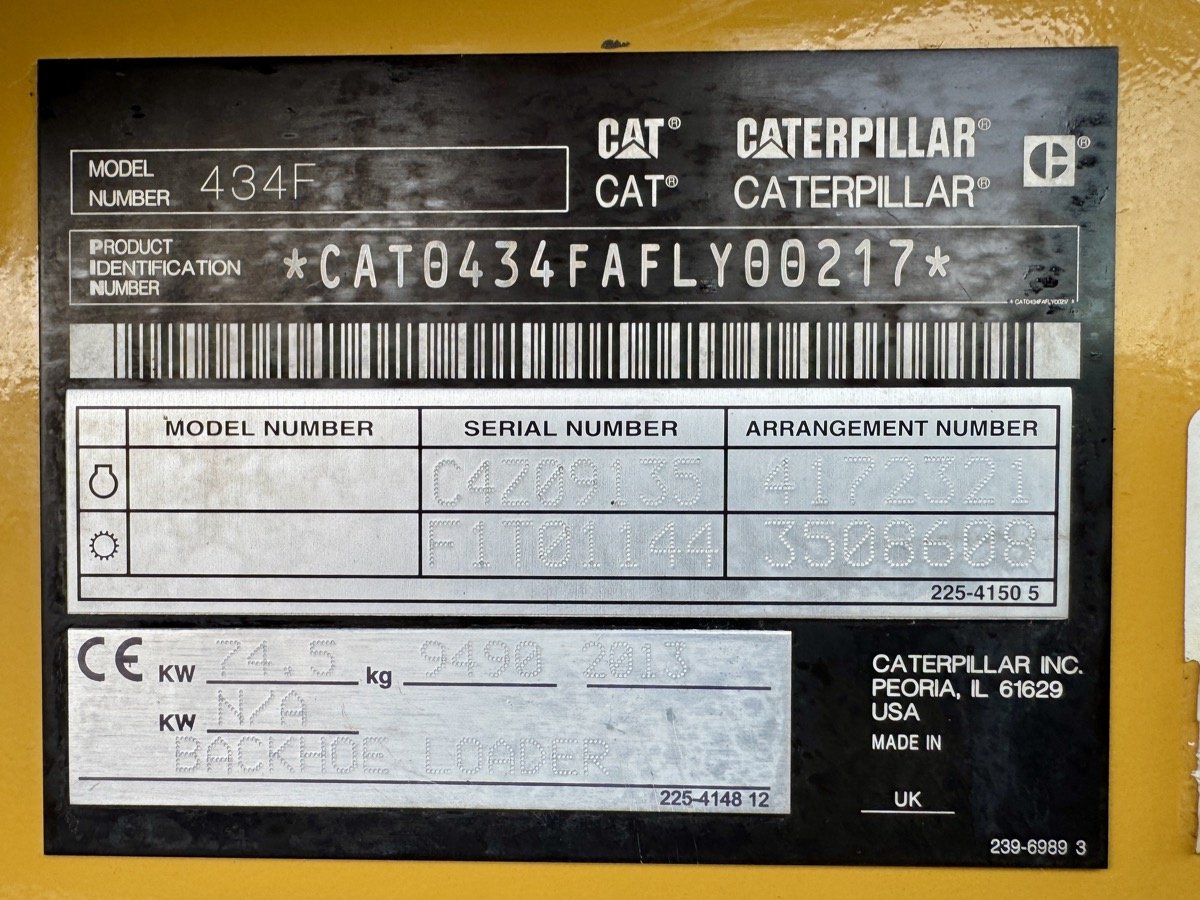 CAT® CATERPILLAR®
CAT® CATERPILLAR®
MODEL NUMBER 434F
PRODUCT IDENTIFICATION NUMBER *CAT0434FAFLY00217*
* CAT0434FAFLY00217 *
MODEL NUMBER SERIAL NUMBER ARRANGEMENT NUMBER
C4Z09135 4172321
F1T01144 3508608
225-4150 5
CE KW 74.5 kg 9490 2013
KW N/A
BACKHOE LOADER
225-4148 12
CATERPILLAR INC.
PEORIA, IL 61629
USA
MADE IN
UK
239-6989 3